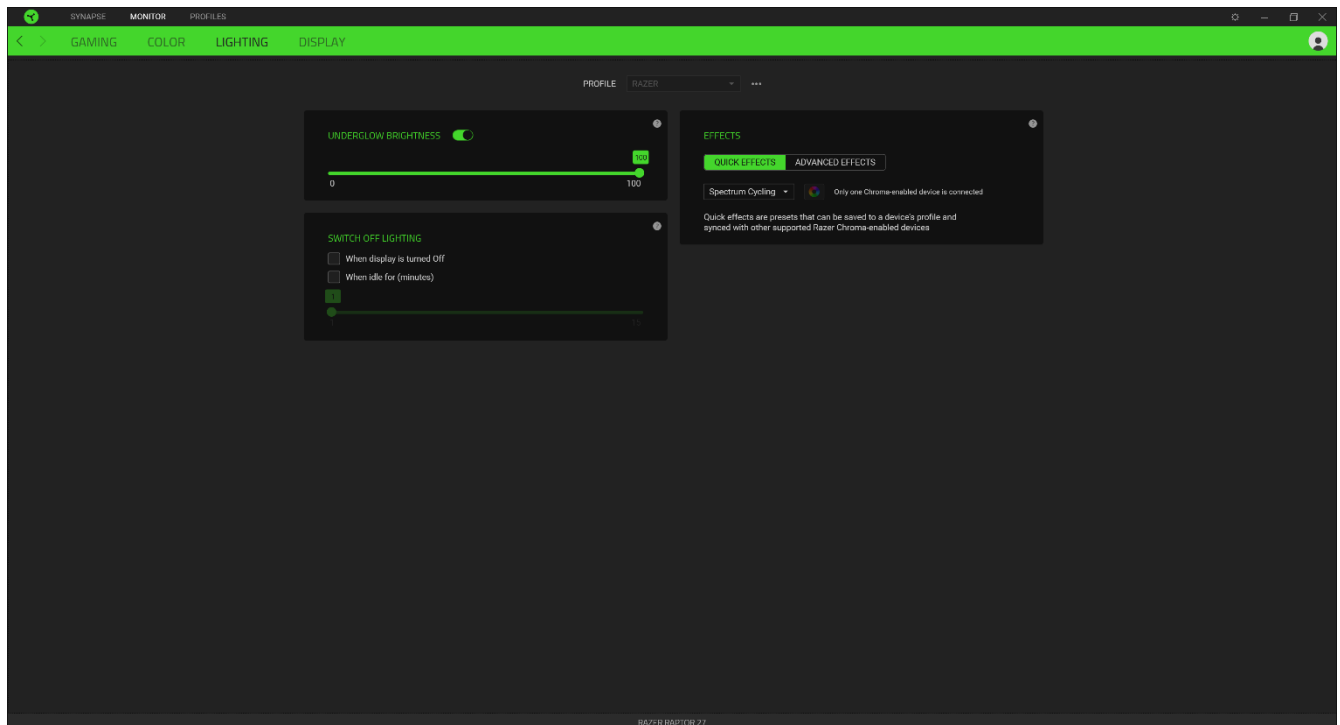 SYNAPSE MONITOR PROFILES
GAMING COLOR LIGHTING DISPLAY
PROFILE RAZER
UNDERGLOW BRIGHTNESS
100
0 100
SWITCH OFF LIGHTING
When display is turned Off
When idle for (minutes)
1
1 15
EFFECTS
QUICK EFFECTS ADVANCED EFFECTS
Spectrum Cycling Only one Chroma-enabled device is connected
Quick effects are presets that can be saved to a device's profile and
synced with other supported Razer Chroma-enabled devices
RAZER RAPTOR 27